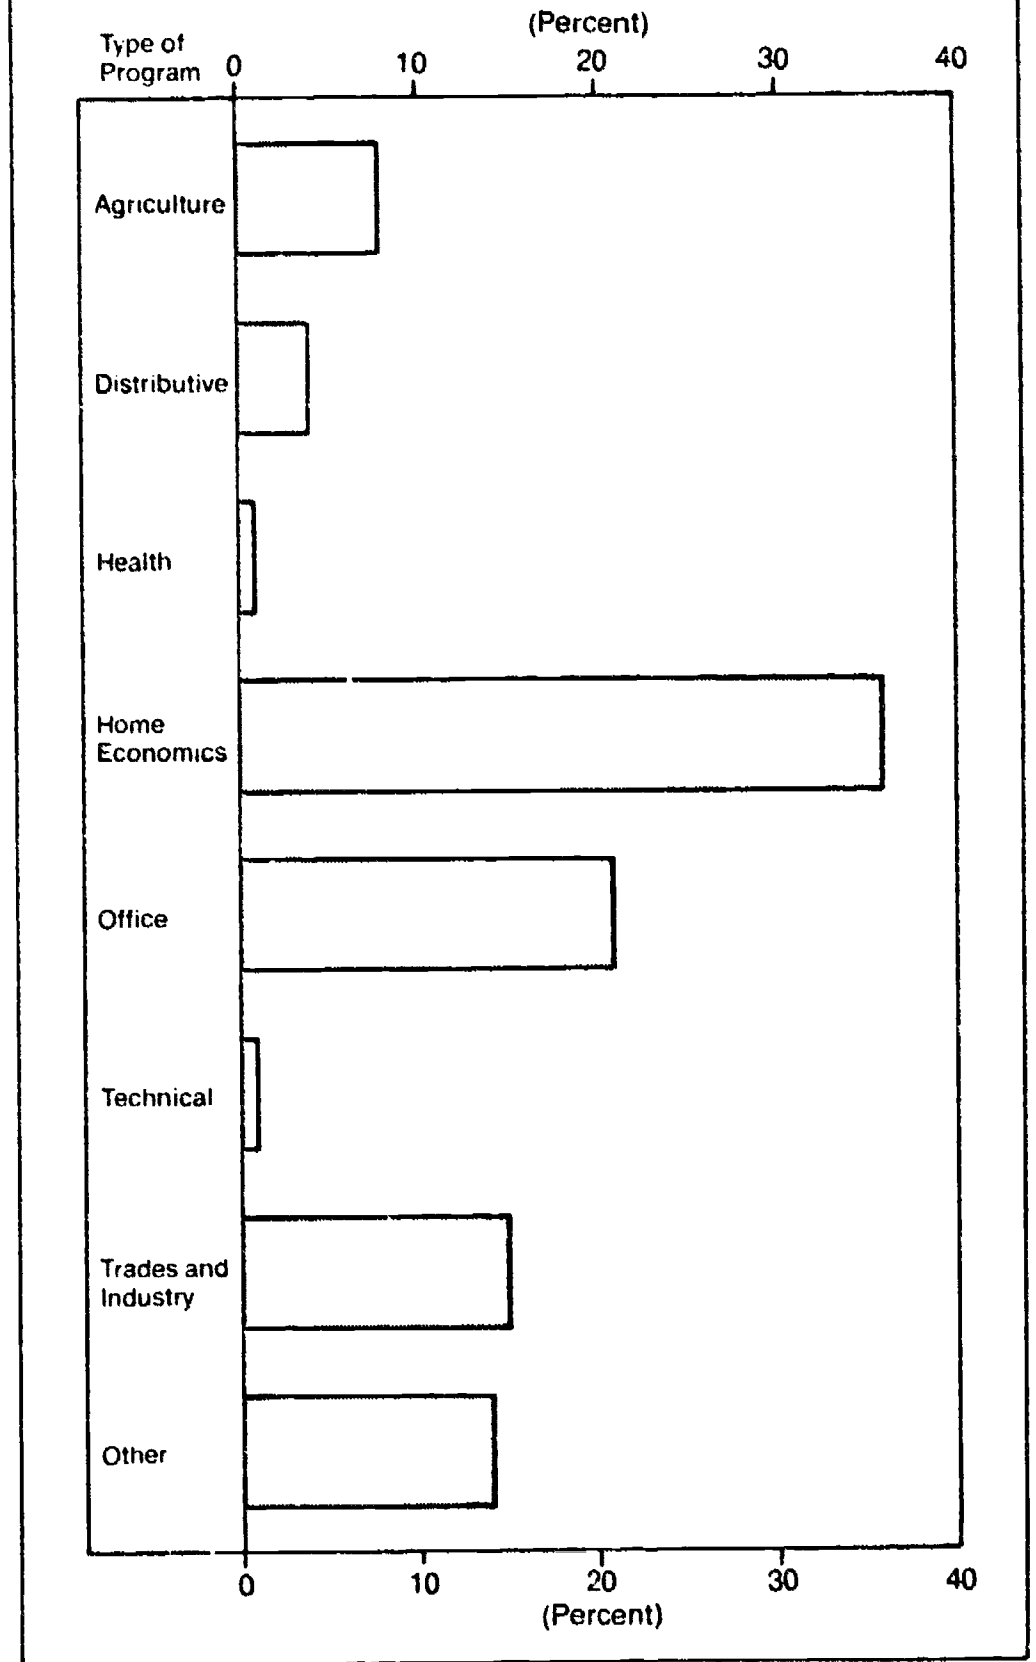 (Percent)
Type of
Program
0 10 20 30 40
Agriculture
Distributive
Health
Home
Economics
Office
Technical
Trades and
Industry
Other
0 10 20 30 40
(Percent)